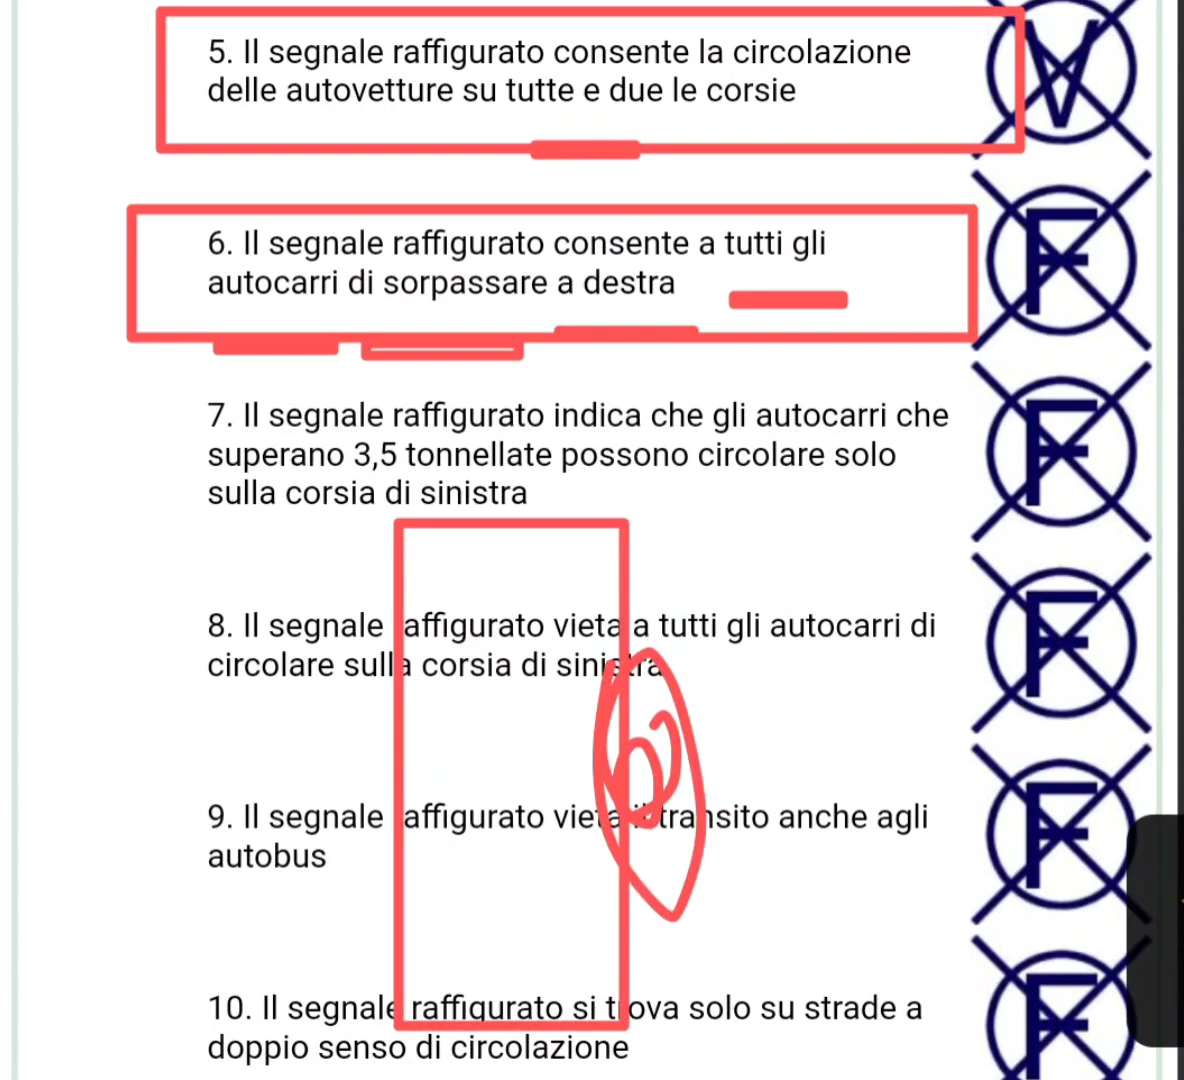 5. Il segnale raffigurato consente la circolazione
delle autovetture su tutte e due le corsie
V
6. Il segnale raffigurato consente a tutti gli
autocarri di sorpassare a destra
F
7. Il segnale raffigurato indica che gli autocarri che
superano 3,5 tonnellate possono circolare solo
sulla corsia di sinistra
F
8. Il segnale raffigurato vieta a tutti gli autocarri di
circolare sulla corsia di sinistra
F
9. Il segnale raffigurato vieta il transito anche agli
autobus
F
10. Il segnale raffigurato si trova solo su strade a
doppio senso di circolazione
F